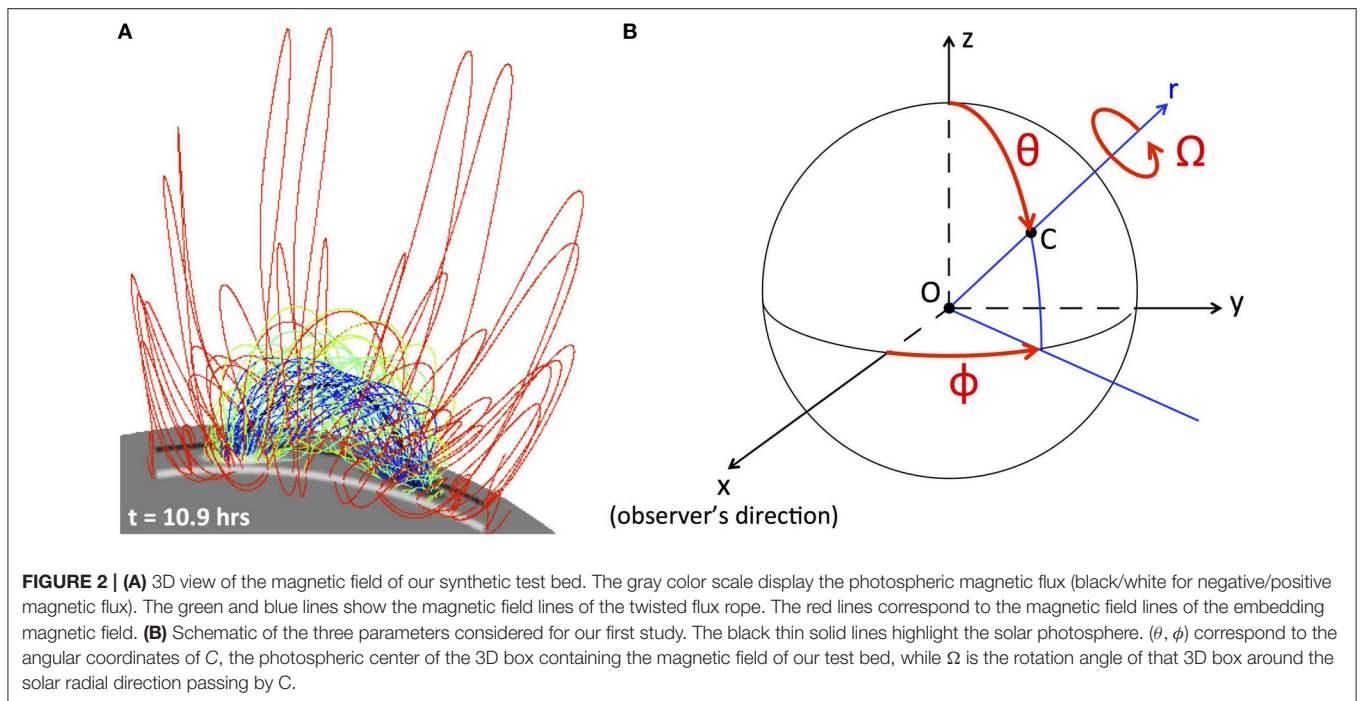 A
B
t = 10.9 hrs
z
r
θ
Ω
C
O
y
ϕ
x
(observer's direction)
FIGURE 2 | (A) 3D view of the magnetic field of our synthetic test bed. The gray color scale display the photospheric magnetic flux (black/white for negative/positive
magnetic flux). The green and blue lines show the magnetic field lines of the twisted flux rope. The red lines correspond to the magnetic field lines of the embedding
magnetic field. (B) Schematic of the three parameters considered for our first study. The black thin solid lines highlight the solar photosphere. (θ, ϕ) correspond to the
angular coordinates of C, the photospheric center of the 3D box containing the magnetic field of our test bed, while Ω is the rotation angle of that 3D box around the
solar radial direction passing by C.